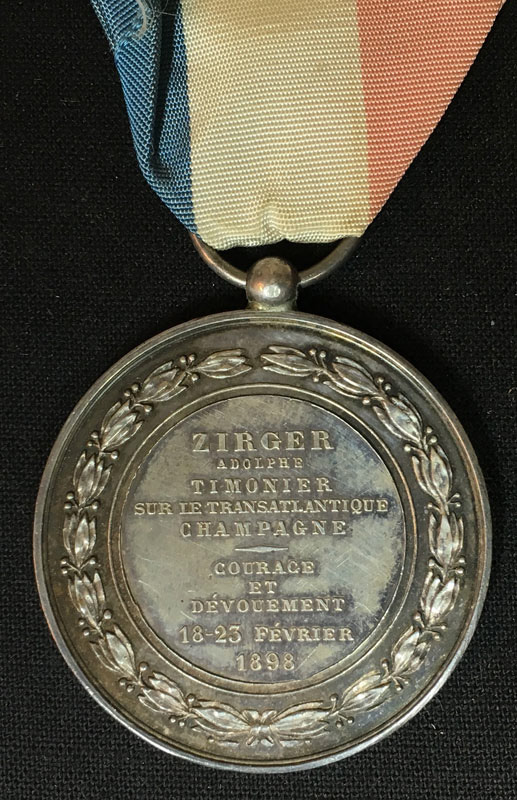 ZIRGER
ADOLPHE
TIMONIER
SUR LE TRANSATLANTIQUE
CHAMPAGNE
COURAGE
ET
DÉVOUEMENT
18-23 FÉVRIER
1898